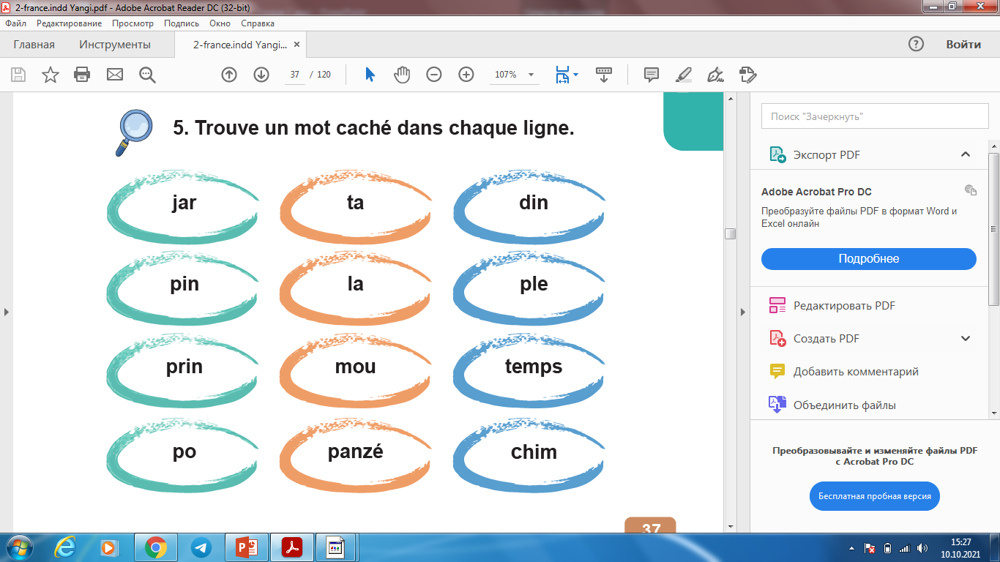 2-france.indd Yangi.pdf - Adobe Acrobat Reader DC (32-bit)
Файл Редактирование Просмотр Подпись Окно Справка
Главная Инструменты 2-france.indd Yangi... × Войти
37 / 120 107%
5. Trouve un mot caché dans chaque ligne.
jar ta din
pin la ple
prin mou temps
po panzé chim
37
Поиск "Зачеркнуть"
Экспорт PDF
Adobe Acrobat Pro DC
Преобразуйте файлы PDF в формат Word и
Excel онлайн
Подробнее
Редактировать PDF
Создать PDF
Добавить комментарий
Объединить файлы
Преобразовывайте и изменяйте файлы PDF
с Acrobat Pro DC
Бесплатная пробная версия
15:27
10.10.2021